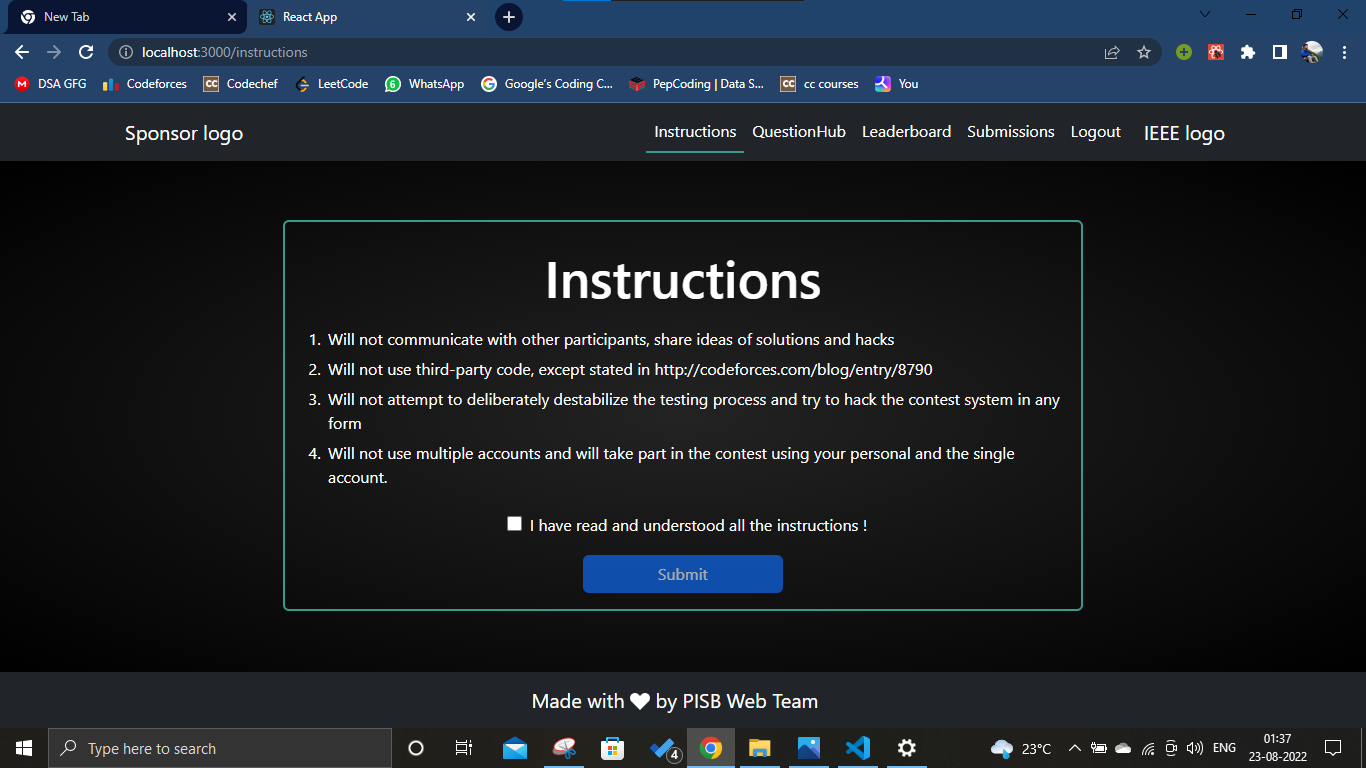 New Tab
React App
localhost:3000/instructions
DSA GFG
Codeforces
CC Codechef
LeetCode
6 WhatsApp
Google's Coding C...
PepCoding | Data S...
CC cc courses
You
Sponsor logo
Instructions
QuestionHub
Leaderboard
Submissions
Logout
IEEE logo
Instructions
1. Will not communicate with other participants, share ideas of solutions and hacks
2. Will not use third-party code, except stated in http://codeforces.com/blog/entry/8790
3. Will not attempt to deliberately destabilize the testing process and try to hack the contest system in any
form
4. Will not use multiple accounts and will take part in the contest using your personal and the single
account.
I have read and understood all the instructions !
Submit
Made with ❤ by PISB Web Team
Type here to search
4
23°C
ENG
01:37
23-08-2022